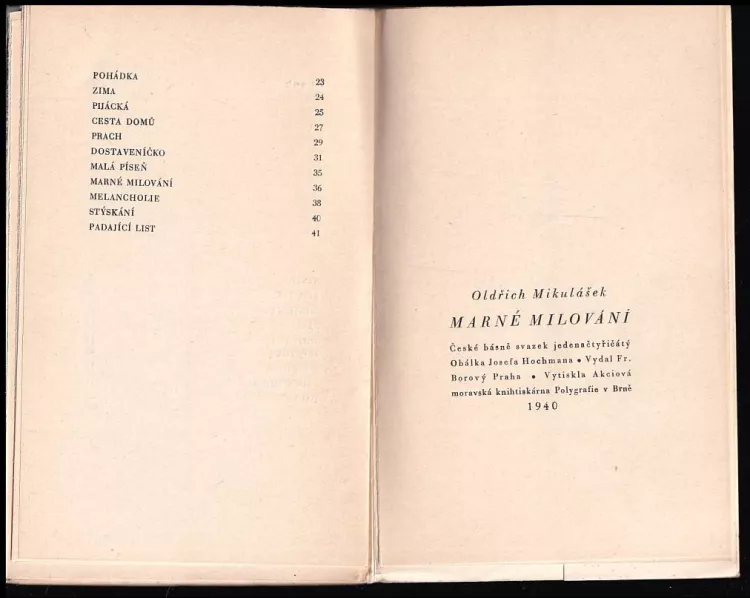 POHÁDKA 23
ZIMA 24
PIJÁCKÁ 25
CESTA DOMŮ 27
PRACH 29
DOSTAVENÍČKO 31
MALÁ PÍSEŇ 35
MARNÉ MILOVÁNÍ 36
MELANCHOLIE 38
STÝSKÁNÍ 40
PADAJÍCÍ LIST 41
Oldřich Mikulášek
MARNÉ MILOVÁNÍ
České básně svazek jedenačtyřičátý
Obálka Josefa Hochmana • Vydal Fr.
Borový Praha • Vytiskla Akciová
moravská knihtiskárna Polygrafie v Brně
1940